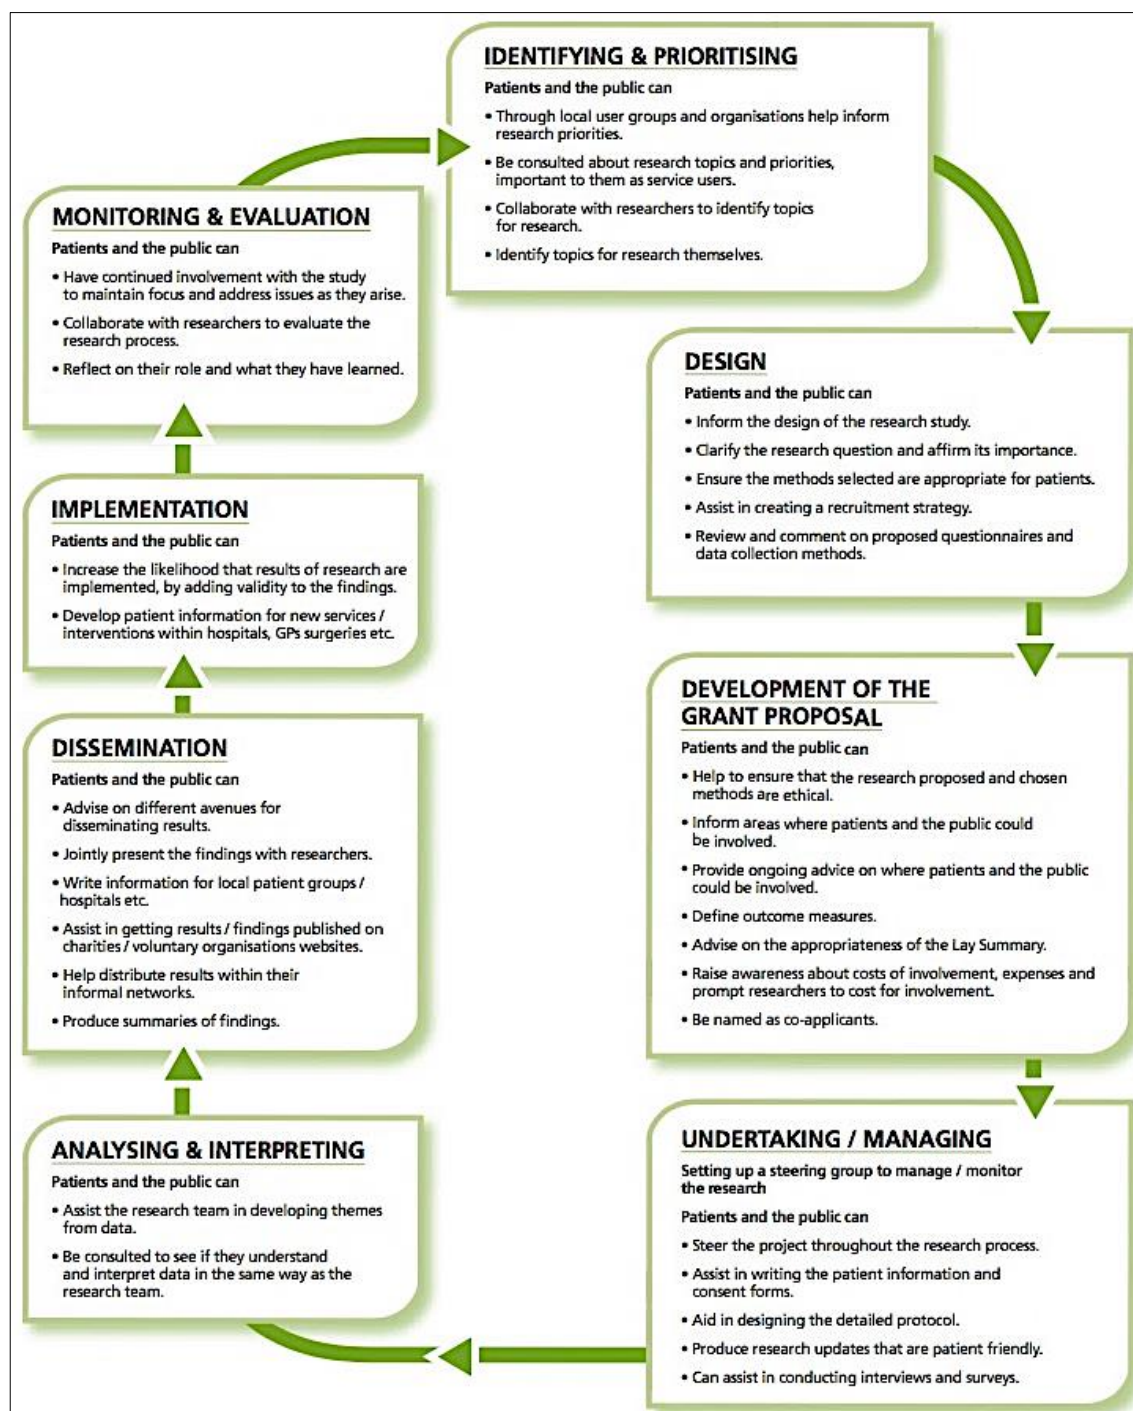 IDENTIFYING & PRIORITISING
Patients and the public can
• Through local user groups and organisations help inform
research priorities.
• Be consulted about research topics and priorities,
important to them as service users.
• Collaborate with researchers to identify topics
for research.
• Identify topics for research themselves.
DESIGN
Patients and the public can
• Inform the design of the research study.
• Clarify the research question and affirm its importance.
• Ensure the methods selected are appropriate for patients.
• Assist in creating a recruitment strategy.
• Review and comment on proposed questionnaires and
data collection methods.
DEVELOPMENT OF THE
GRANT PROPOSAL
Patients and the public can
• Help to ensure that the research proposed and chosen
methods are ethical.
• Inform areas where patients and the public could
be involved.
• Provide ongoing advice on where patients and the public
could be involved.
• Define outcome measures.
• Advise on the appropriateness of the Lay Summary.
• Raise awareness about costs of involvement, expenses and
prompt researchers to cost for involvement.
• Be named as co-applicants.
UNDERTAKING / MANAGING
Setting up a steering group to manage / monitor
the research
Patients and the public can
• Steer the project throughout the research process.
• Assist in writing the patient information and
consent forms.
• Aid in designing the detailed protocol.
• Produce research updates that are patient friendly.
• Can assist in conducting interviews and surveys.
ANALYSING & INTERPRETING
Patients and the public can
• Assist the research team in developing themes
from data.
• Be consulted to see if they understand
and interpret data in the same way as the
research team.
DISSEMINATION
Patients and the public can
• Advise on different avenues for
disseminating results.
• Jointly present the findings with researchers.
• Write information for local patient groups /
hospitals etc.
• Assist in getting results / findings published on
charities / voluntary organisations websites.
• Help distribute results within their
informal networks.
• Produce summaries of findings.
IMPLEMENTATION
Patients and the public can
• Increase the likelihood that results of research are
implemented, by adding validity to the findings.
• Develop patient information for new services /
interventions within hospitals, GPs surgeries etc.
MONITORING & EVALUATION
Patients and the public can
• Have continued involvement with the study
to maintain focus and address issues as they arise.
• Collaborate with researchers to evaluate the
research process.
• Reflect on their role and what they have learned.